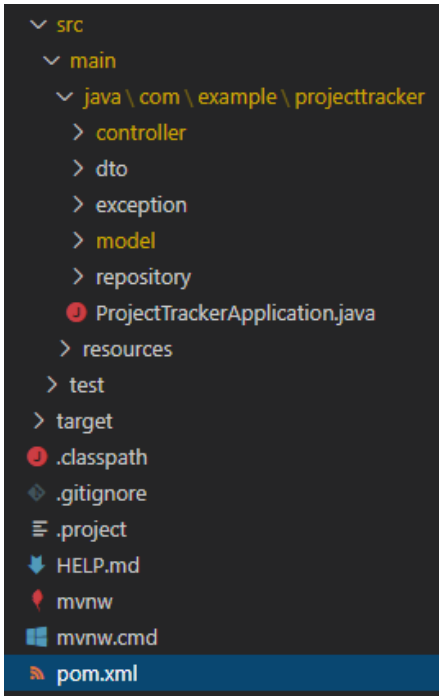 src
main
java \ com \ example \ projecttracker
controller
dto
exception
model
repository
ProjectTrackerApplication.java
resources
test
target
.classpath
.gitignore
.project
HELP.md
mvnw
mvnw.cmd
pom.xml